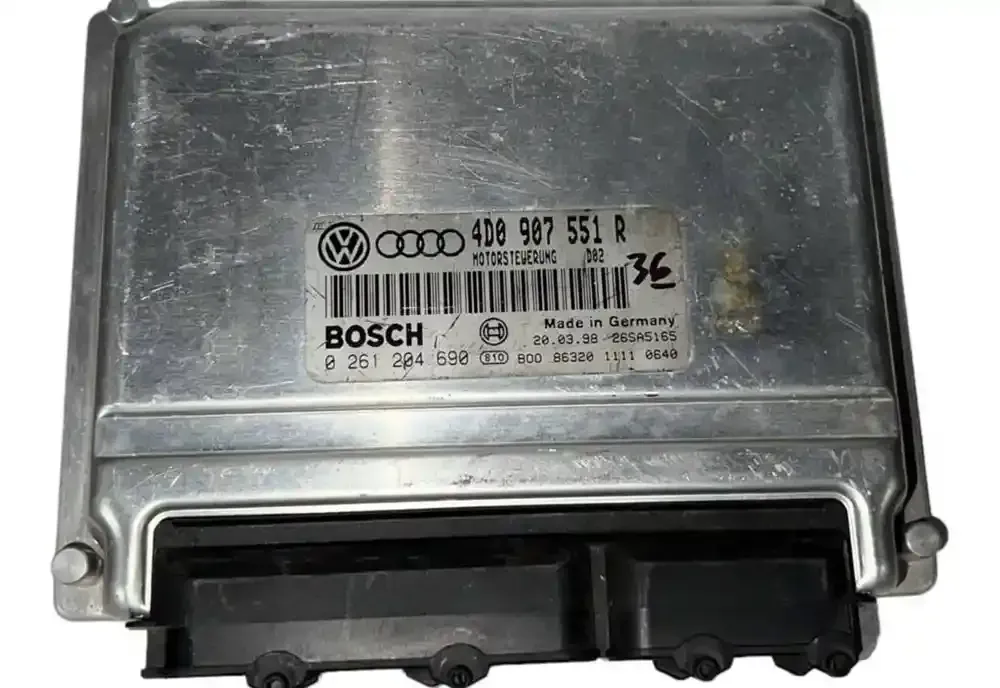 4D0 907 551 R
MOTORSTEUERUNG D02
36
BOSCH
Made in Germany
20.03.98 26SA5165
0 261 204 690 810 B00 86320 1111 0640